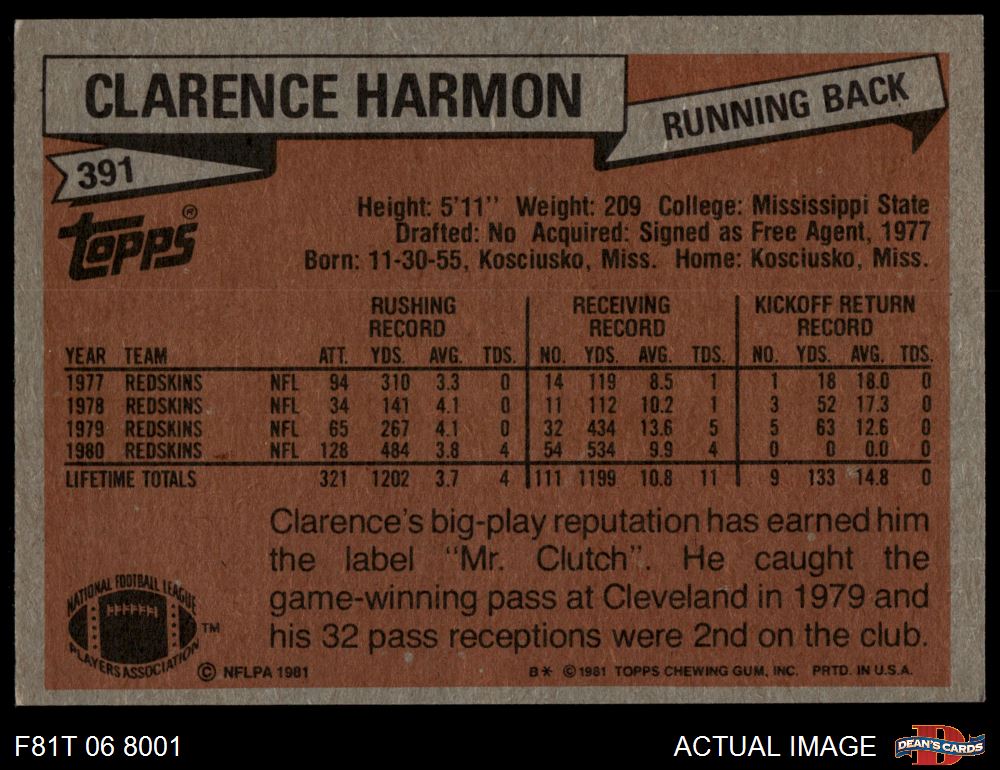 CLARENCE HARMON
RUNNING BACK
391
topps®
Height: 5'11" Weight: 209 College: Mississippi State
Drafted: No Acquired: Signed as Free Agent, 1977
Born: 11-30-55, Kosciusko, Miss. Home: Kosciusko, Miss.
RUSHING RECORD RECEIVING RECORD KICKOFF RETURN RECORD
YEAR TEAM ATT. YDS. AVG. TDS. NO. YDS. AVG. TDS. NO. YDS. AVG. TDS.
1977 REDSKINS NFL 94 310 3.3 0 14 119 8.5 1 1 18 18.0 0
1978 REDSKINS NFL 34 141 4.1 0 11 112 10.2 1 3 52 17.3 0
1979 REDSKINS NFL 65 267 4.1 0 32 434 13.6 5 5 63 12.6 0
1980 REDSKINS NFL 128 484 3.8 4 54 534 9.9 4 0 0 0.0 0
LIFETIME TOTALS 321 1202 3.7 4 111 1199 10.8 11 9 133 14.8 0
Clarence's big-play reputation has earned him
the label "Mr. Clutch". He caught the
game-winning pass at Cleveland in 1979 and
his 32 pass receptions were 2nd on the club.
NATIONAL FOOTBALL LEAGUE
PLAYERS ASSOCIATION
TM
© NFLPA 1981
B* © 1981 TOPPS CHEWING GUM, INC. PRTD. IN U.S.A.
F81T 06 8001
ACTUAL IMAGE
D
DEAN'S CARDS